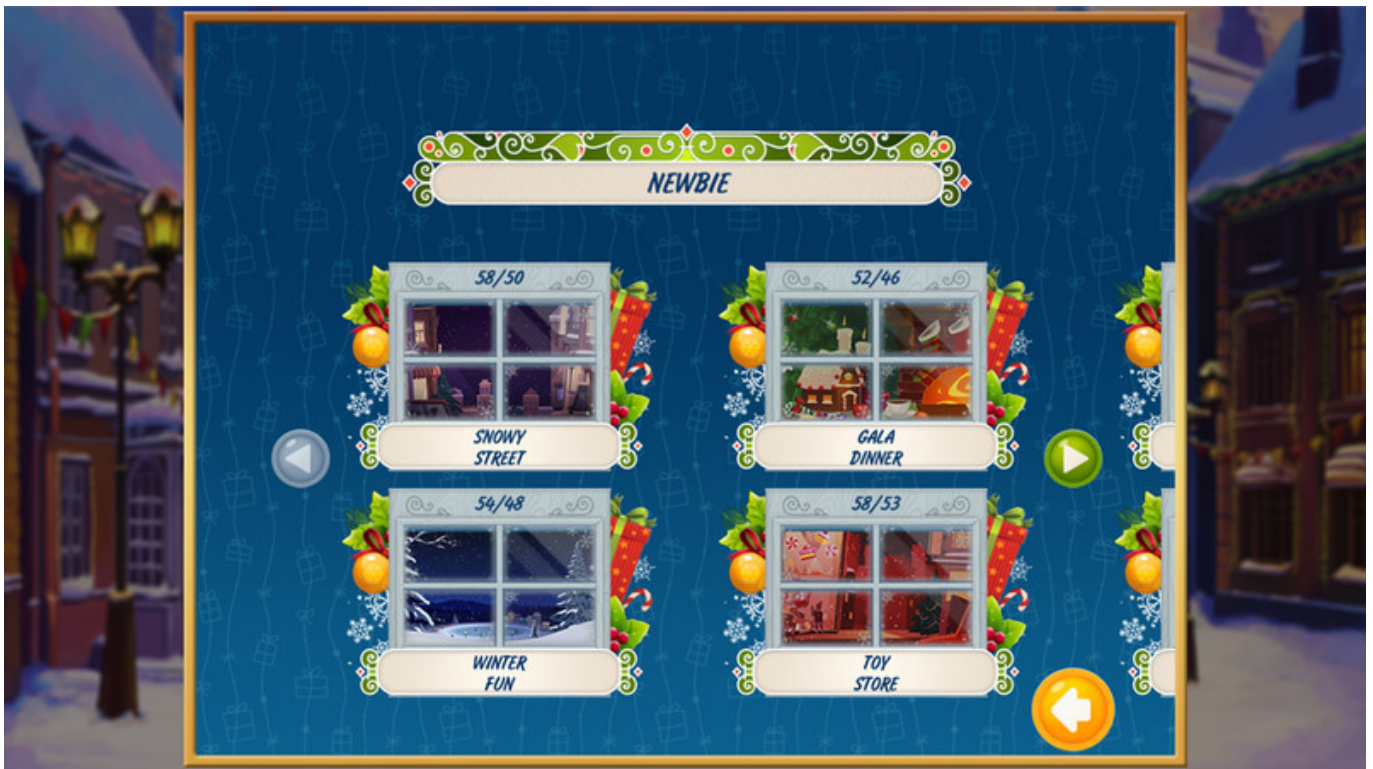 NEWBIE
58/50
52/46
SNOWY
STREET
GALA
DINNER
54/48
58/53
WINTER
FUN
TOY
STORE